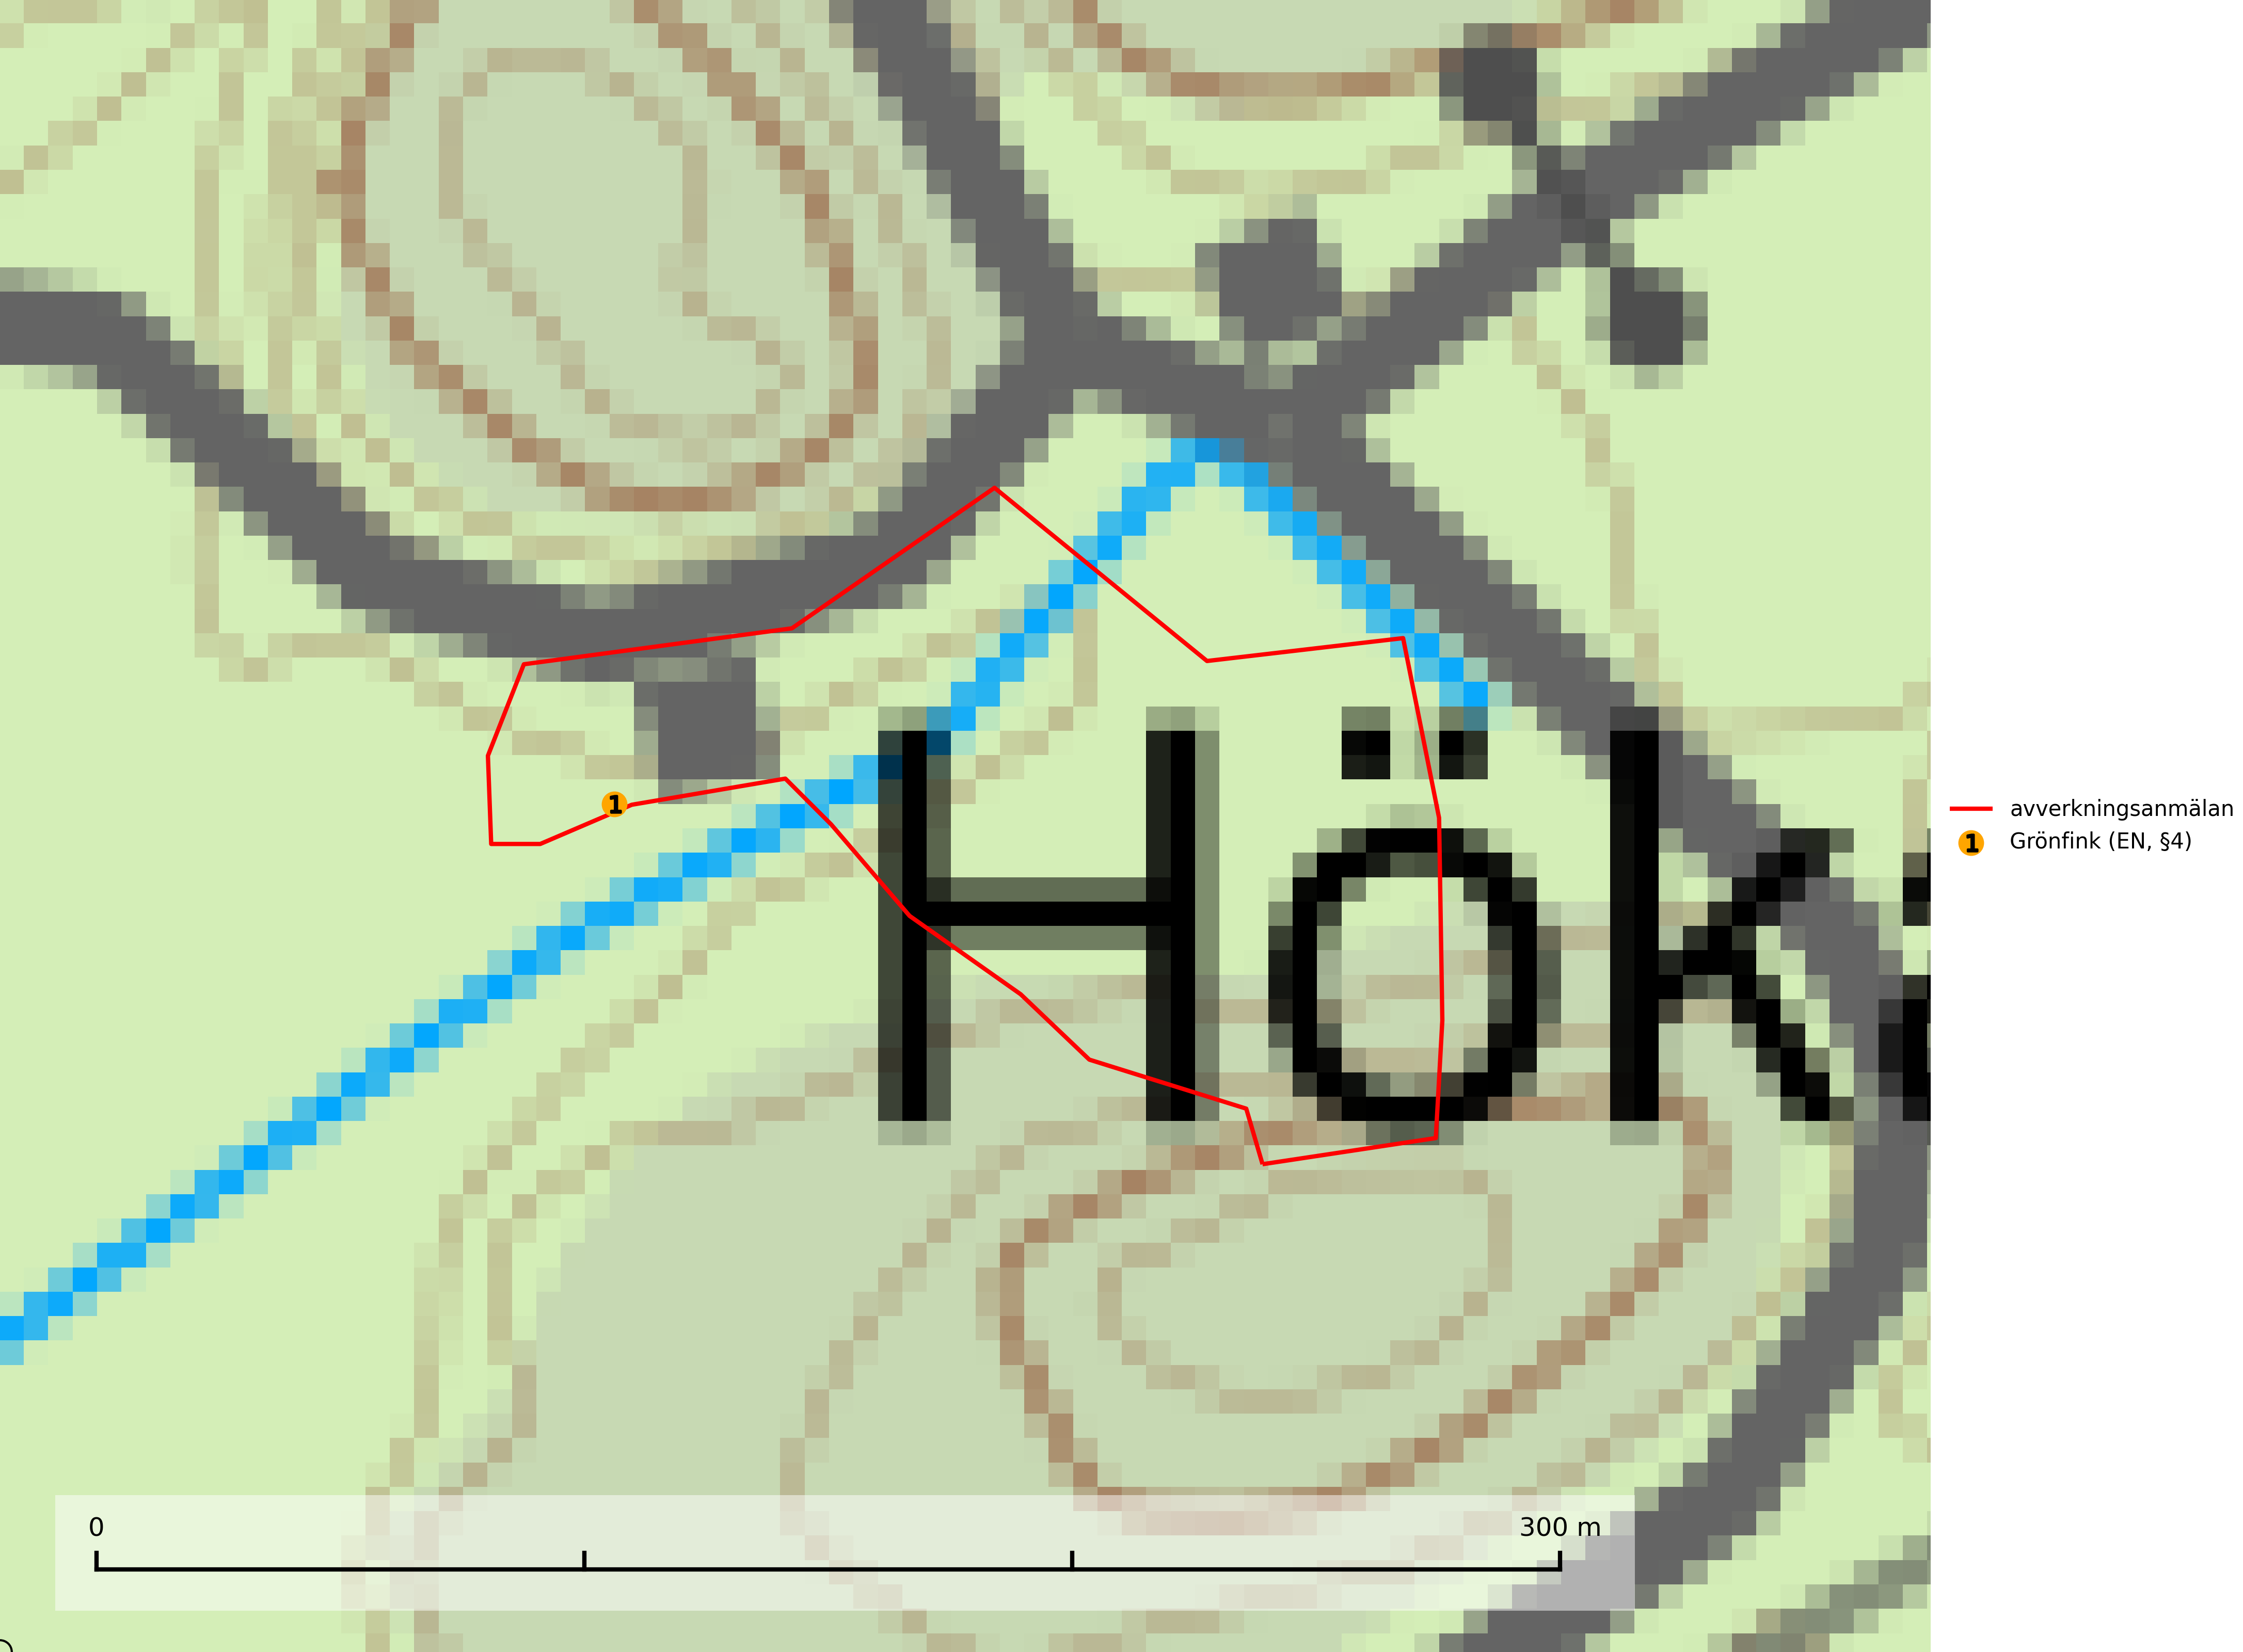 Hök
avverkningsanmälan
1 Grönfink (EN, §4)
1
0 300 m